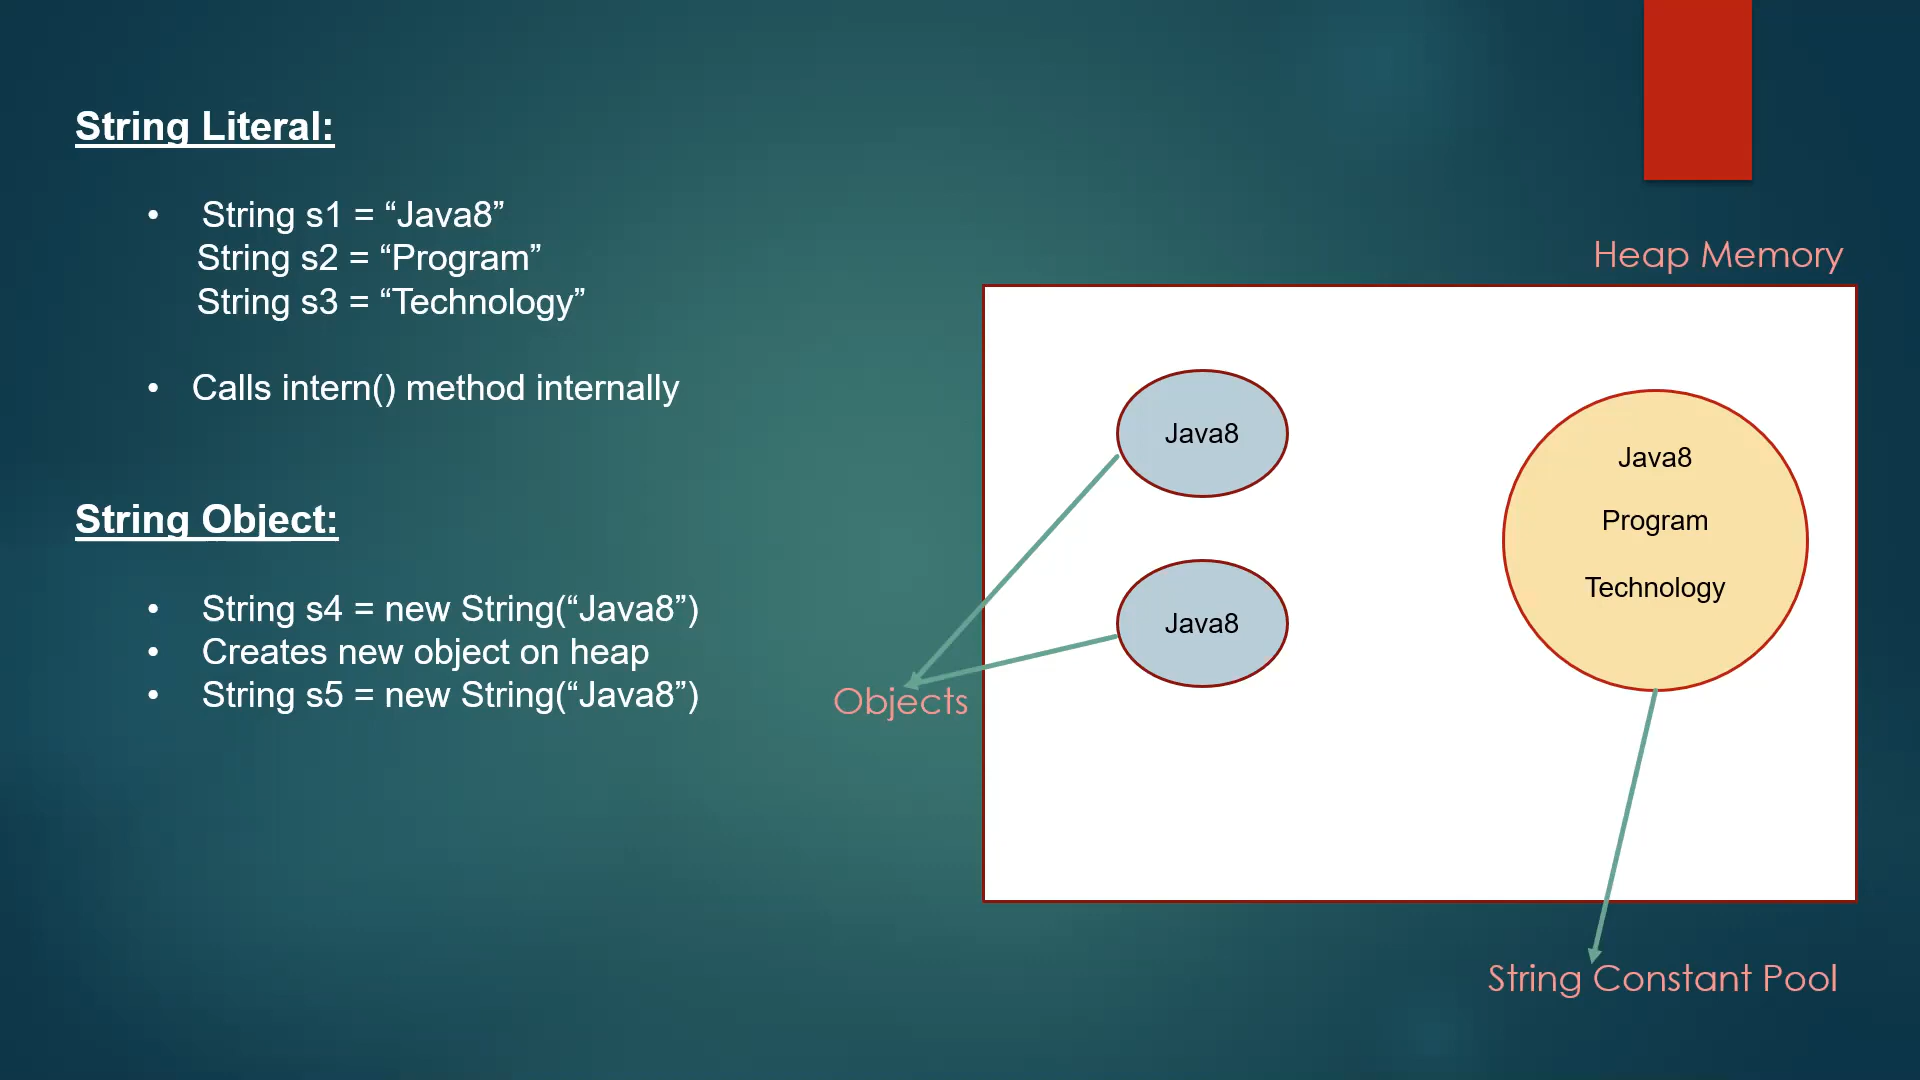 String Literal:
• String s1 = “Java8”
String s2 = “Program”
String s3 = “Technology”
• Calls intern() method internally
String Object:
• String s4 = new String(“Java8”)
• Creates new object on heap
• String s5 = new String(“Java8”)
Heap Memory
Java8
Java8
Objects
Java8
Program
Technology
String Constant Pool